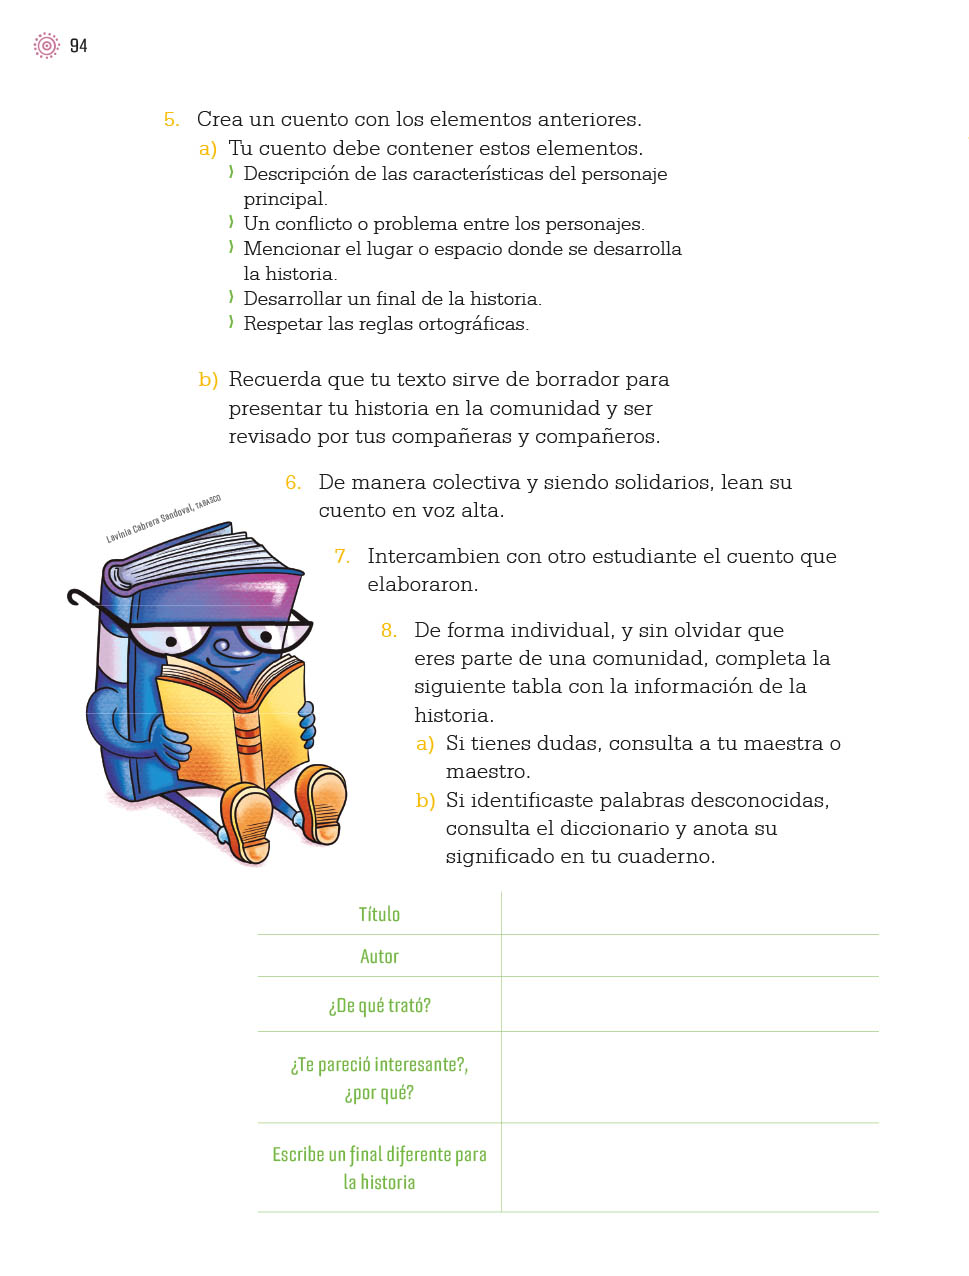 94
5. Crea un cuento con los elementos anteriores.
a) Tu cuento debe contener estos elementos.
⟩ Descripción de las características del personaje
principal.
⟩ Un conflicto o problema entre los personajes.
⟩ Mencionar el lugar o espacio donde se desarrolla
la historia.
⟩ Desarrollar un final de la historia.
⟩ Respetar las reglas ortográficas.
b) Recuerda que tu texto sirve de borrador para
presentar tu historia en la comunidad y ser
revisado por tus compañeras y compañeros.
6. De manera colectiva y siendo solidarios, lean su
cuento en voz alta.
Lavinia Cabrera Sandoval, TABASCO
7. Intercambien con otro estudiante el cuento que
elaboraron.
8. De forma individual, y sin olvidar que
eres parte de una comunidad, completa la
siguiente tabla con la información de la
historia.
a) Si tienes dudas, consulta a tu maestra o
maestro.
b) Si identificaste palabras desconocidas,
consulta el diccionario y anota su
significado en tu cuaderno.
Título
Autor
¿De qué trató?
¿Te pareció interesante?,
¿por qué?
Escribe un final diferente para
la historia